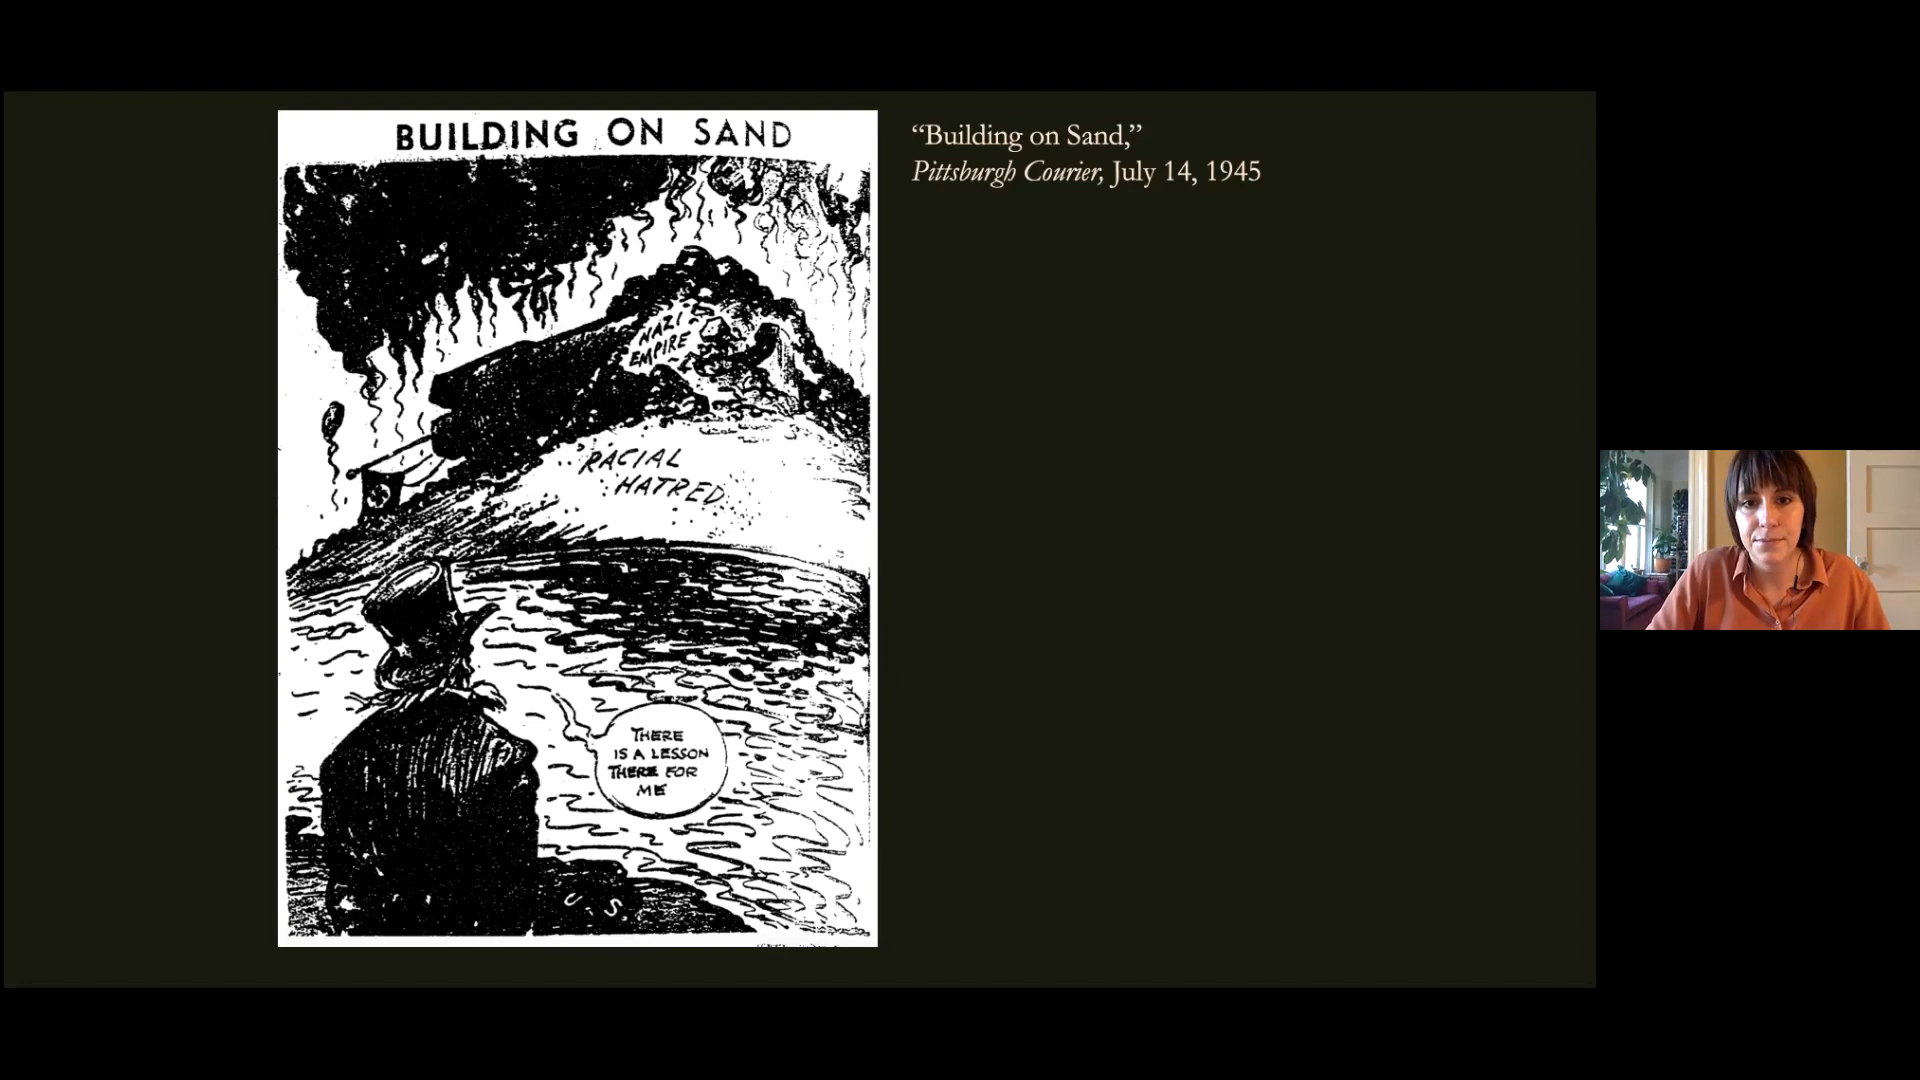 BUILDING ON SAND
NAZI
EMPIRE
RACIAL
HATRED
THERE
IS A LESSON
THERE FOR
ME
U.S.
“Building on Sand,”
Pittsburgh Courier, July 14, 1945